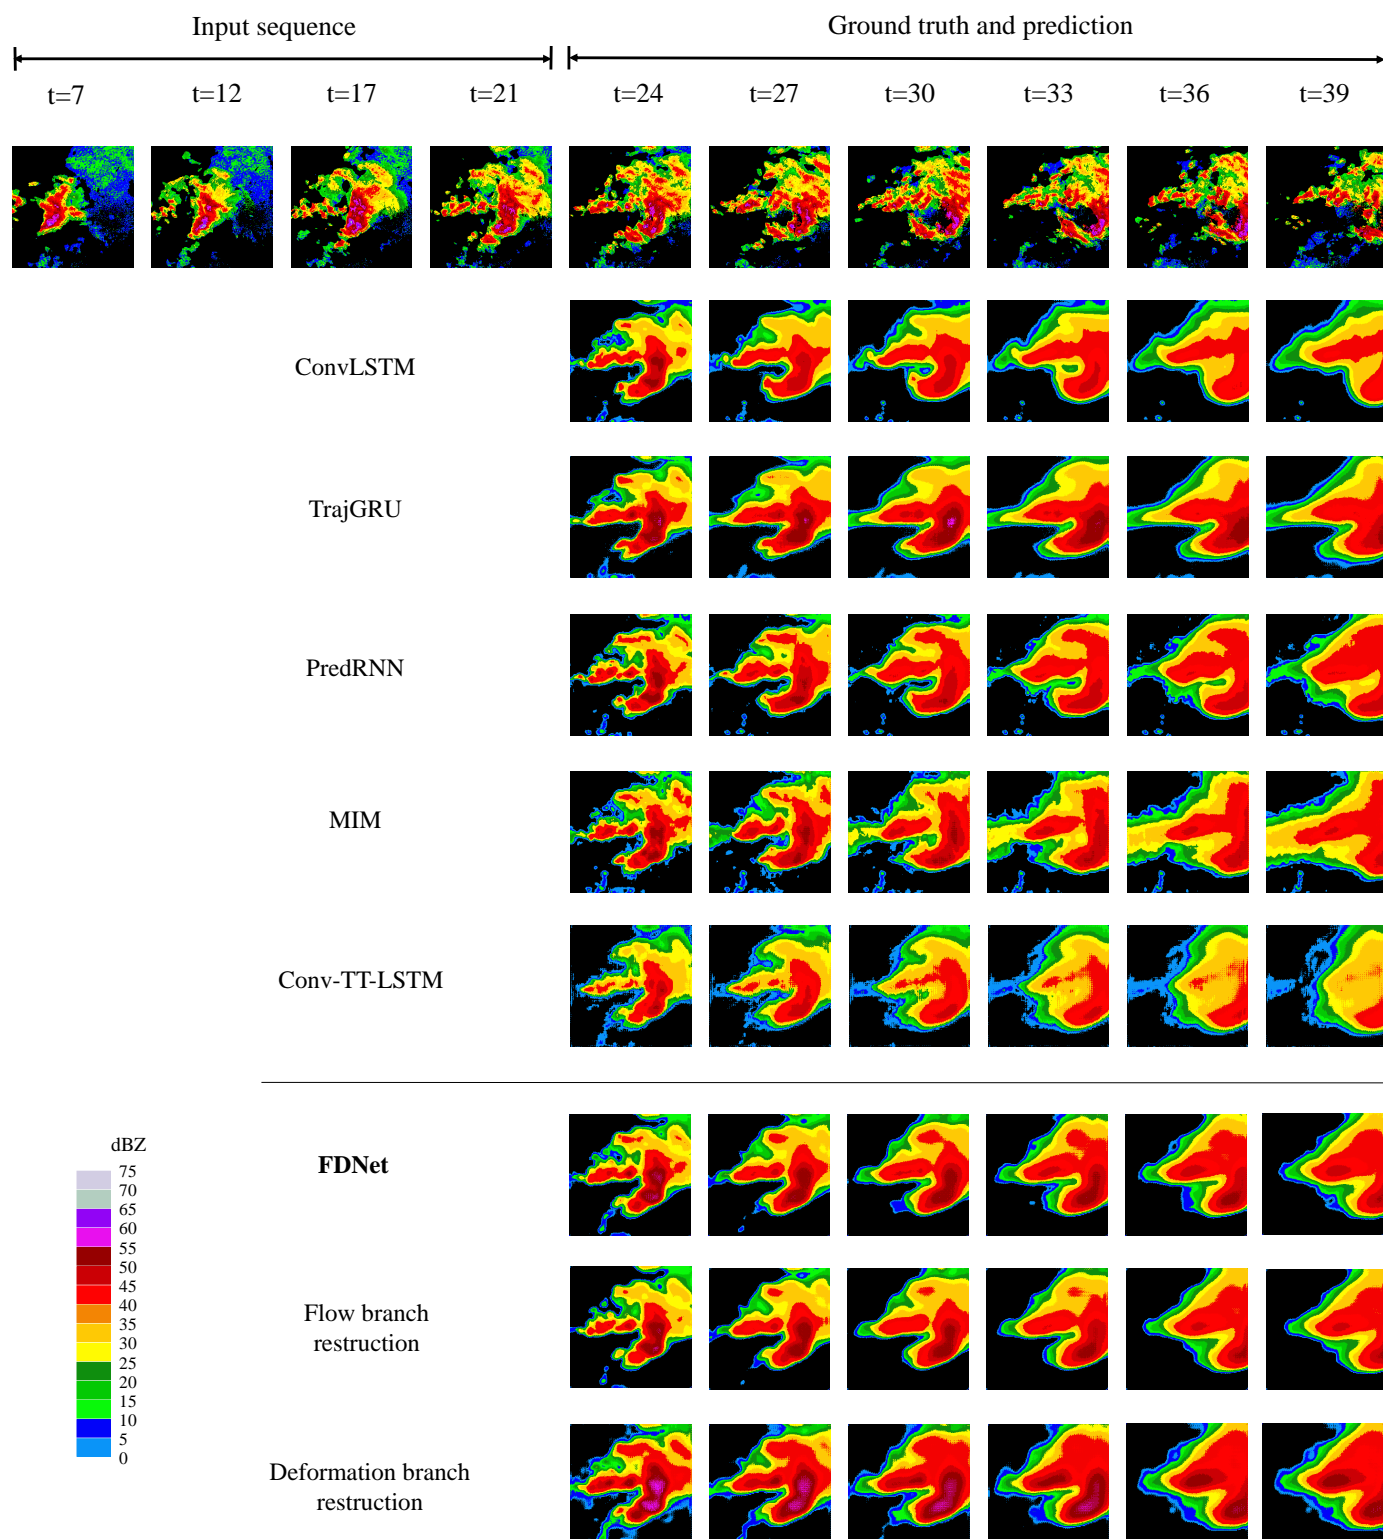 Input sequence
Ground truth and prediction
t=7
t=12
t=17
t=21
t=24
t=27
t=30
t=33
t=36
t=39
ConvLSTM
TrajGRU
PredRNN
MIM
Conv-TT-LSTM
FDNet
Flow branch
restruction
Deformation branch
restruction
dBZ
75
70
65
60
55
50
45
40
35
30
25
20
15
10
5
0